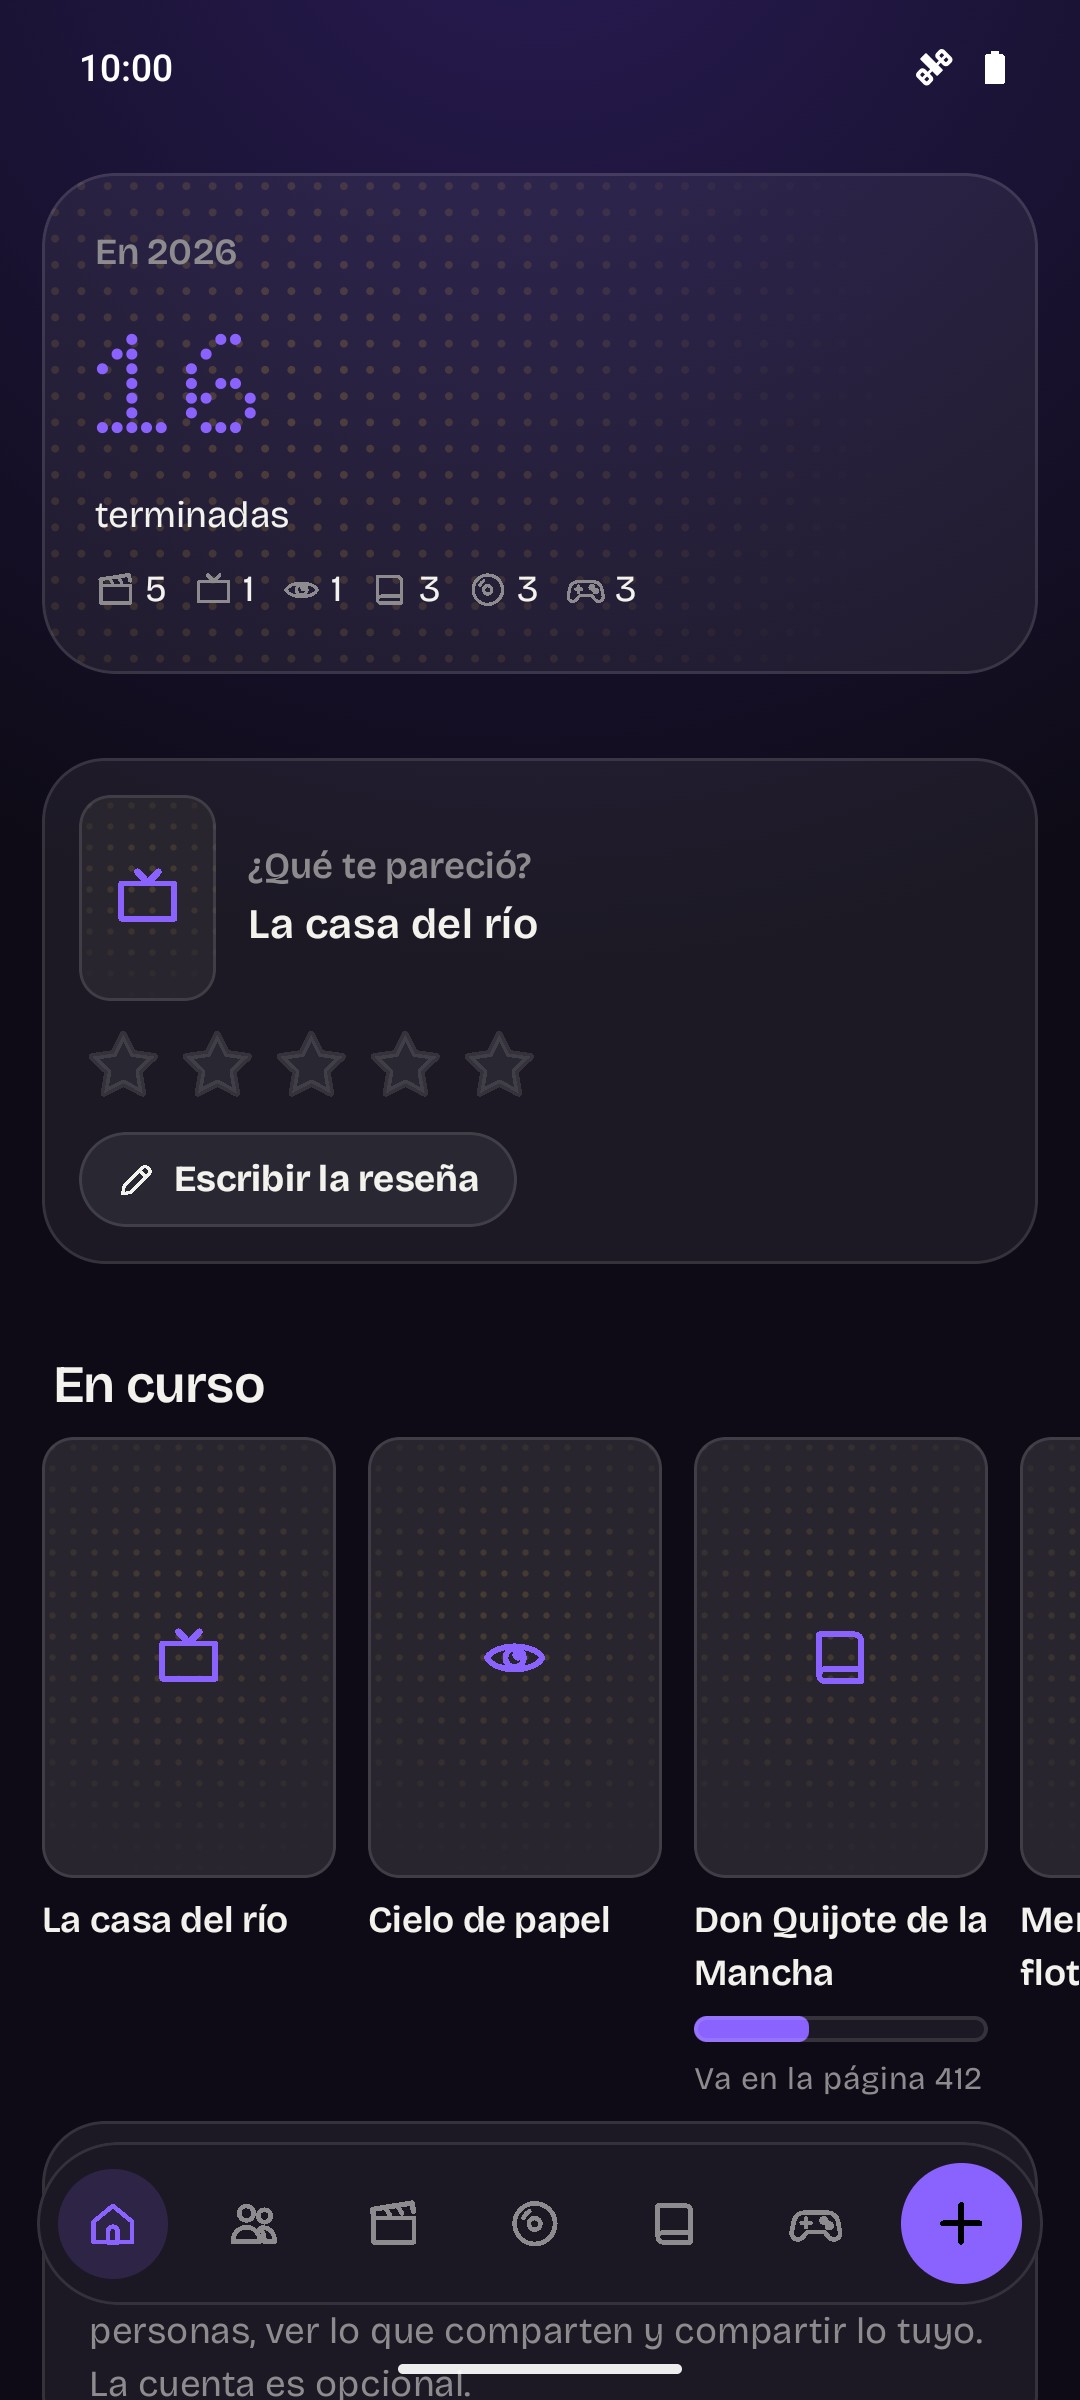 10:00
En 2026
16
terminadas
5 1 1 3 3 3
¿Qué te pareció?
La casa del río
Escribir la reseña
En curso
La casa del río
Cielo de papel
Don Quijote de la
Mancha
Va en la página 412
personas, ver lo que comparten y compartir lo tuyo.
La cuenta es opcional.